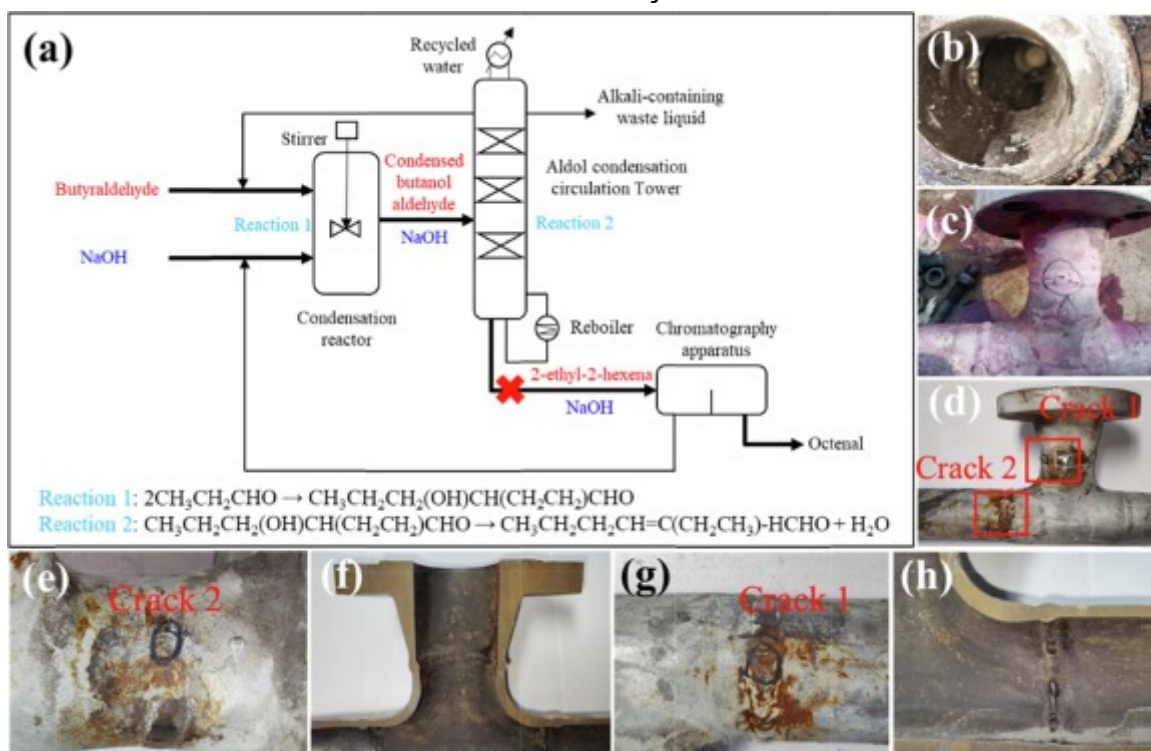 (a)
Recycled
water
Alkali-containing
waste liquid
Stirrer
Condensed
butanol
aldehyde
Aldol condensation
circulation Tower
Butyraldehyde
Reaction 1
Reaction 2
NaOH
NaOH
Condensation
reactor
Reboiler
Chromatography
apparatus
2-ethyl-2-hexena
NaOH
Octenal
Reaction 1: 2CH₃CH₂CHO → CH₃CH₂CH₂(OH)CH(CH₂CH₂)CHO
Reaction 2: CH₃CH₂CH₂(OH)CH(CH₂CH₂)CHO → CH₃CH₂CH₂CH=C(CH₂CH₃)-HCHO + H₂O
(b)
(c)
(d)
Crack 1
Crack 2
(e)
Crack 2
(f)
(g)
Crack 1
(h)